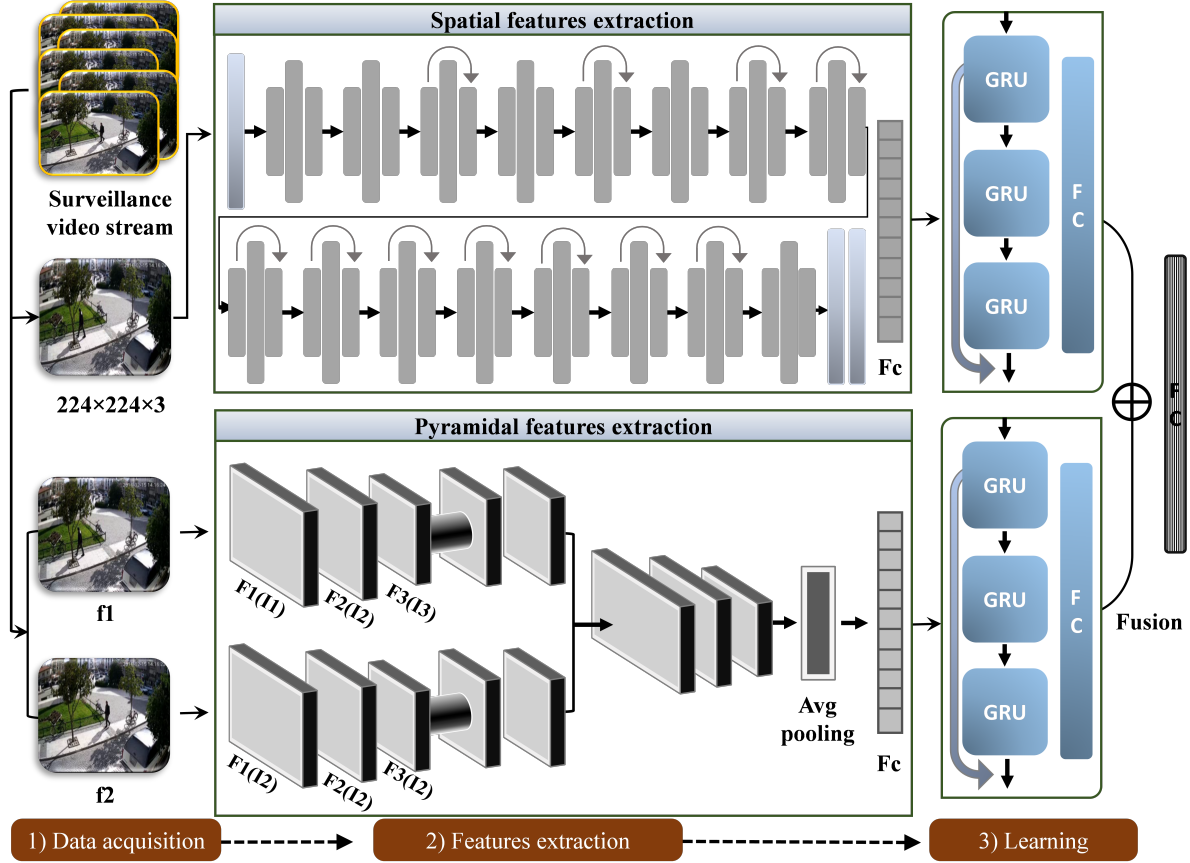 Spatial features extraction
Surveillance
video stream
224×224×3
Fc
GRU
GRU
GRU
F
C
Pyramidal features extraction
f1
f2
F1(I1)
F2(I2)
F3(I3)
F1(I2)
F2(I2)
F3(I2)
Avg
pooling
Fc
GRU
GRU
GRU
F
C
Fusion
F
C
1) Data acquisition
2) Features extraction
3) Learning